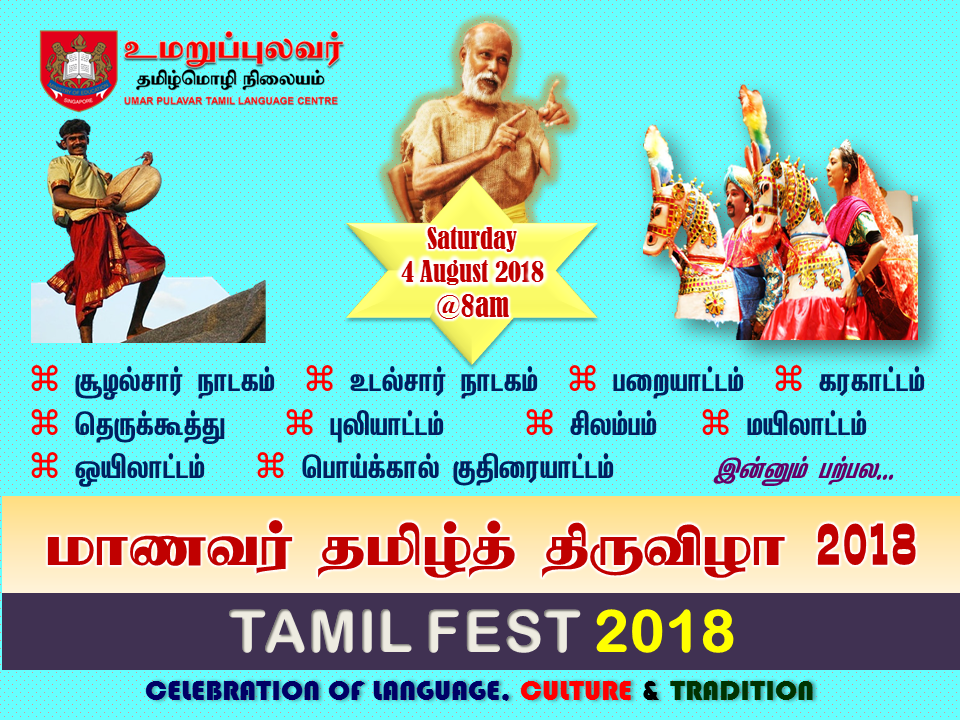 உமறுப்புலவர்
தமிழ்மொழி நிலையம்
UMAR PULAVAR TAMIL LANGUAGE CENTRE
SINGAPORE
Saturday
4 August 2018
@8am
⌘ சூழல்சார் நாடகம் ⌘ உடல்சார் நாடகம் ⌘ பறையாட்டம் ⌘ கரகாட்டம்
⌘ தெருக்கூத்து ⌘ புலியாட்டம் ⌘ சிலம்பம் ⌘ மயிலாட்டம்
⌘ ஒயிலாட்டம் ⌘ பொய்க்கால் குதிரையாட்டம் இன்னும் பற்பல...
மாணவர் தமிழ்த் திருவிழா 2018
TAMIL FEST 2018
CELEBRATION OF LANGUAGE, CULTURE & TRADITION